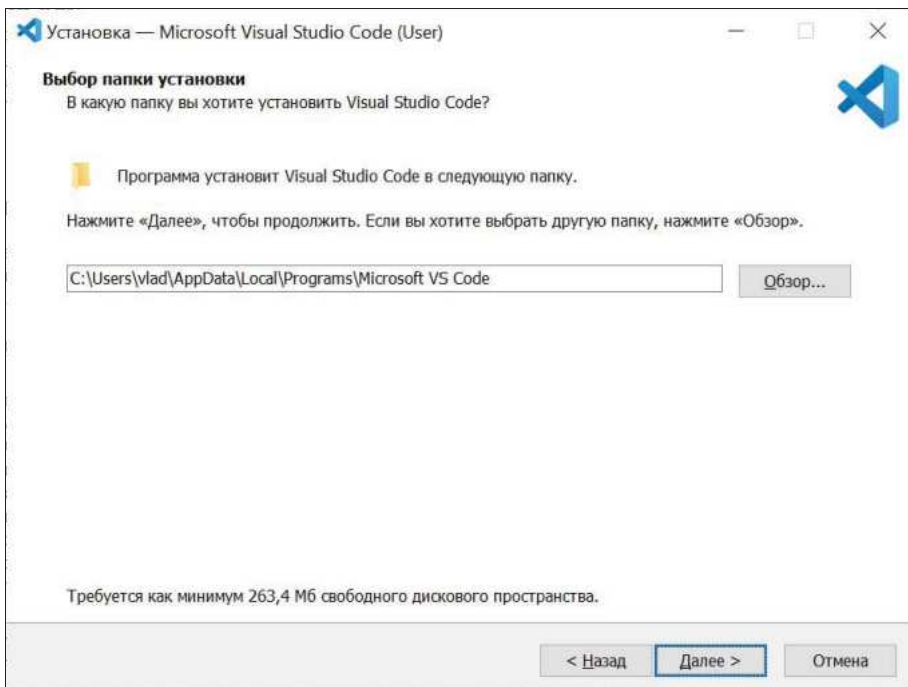 Установка — Microsoft Visual Studio Code (User)
Выбор папки установки
В какую папку вы хотите установить Visual Studio Code?
Программа установит Visual Studio Code в следующую папку.
Нажмите «Далее», чтобы продолжить. Если вы хотите выбрать другую папку, нажмите «Обзор».
C:\Users\vlad\AppData\Local\Programs\Microsoft VS Code
Обзор...
Требуется как минимум 263,4 Мб свободного дискового пространства.
< Назад
Далее >
Отмена